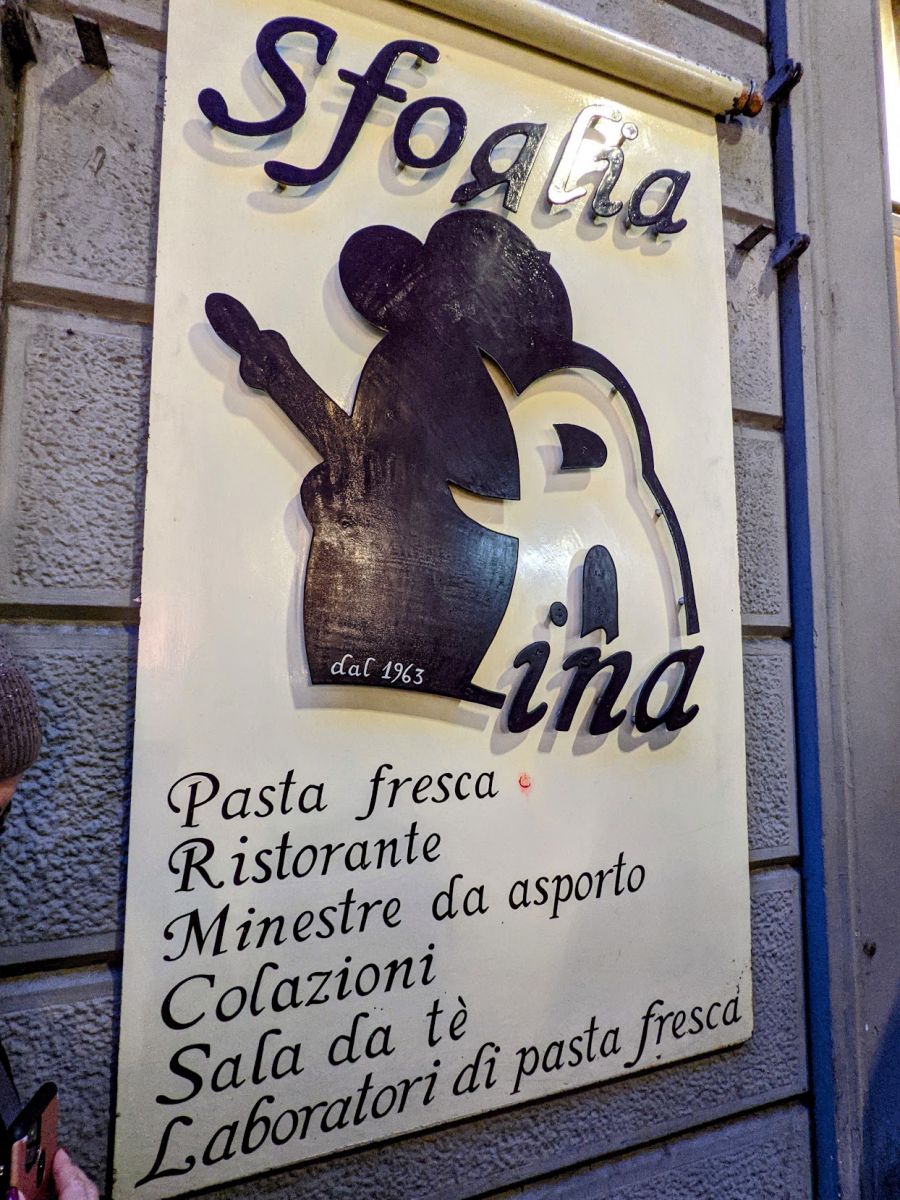 Sfoglia
dal 1963
Lina
Pasta fresca
Ristorante
Minestre da asporto
Colazioni
Sala da tè
Laboratori di pasta fresca